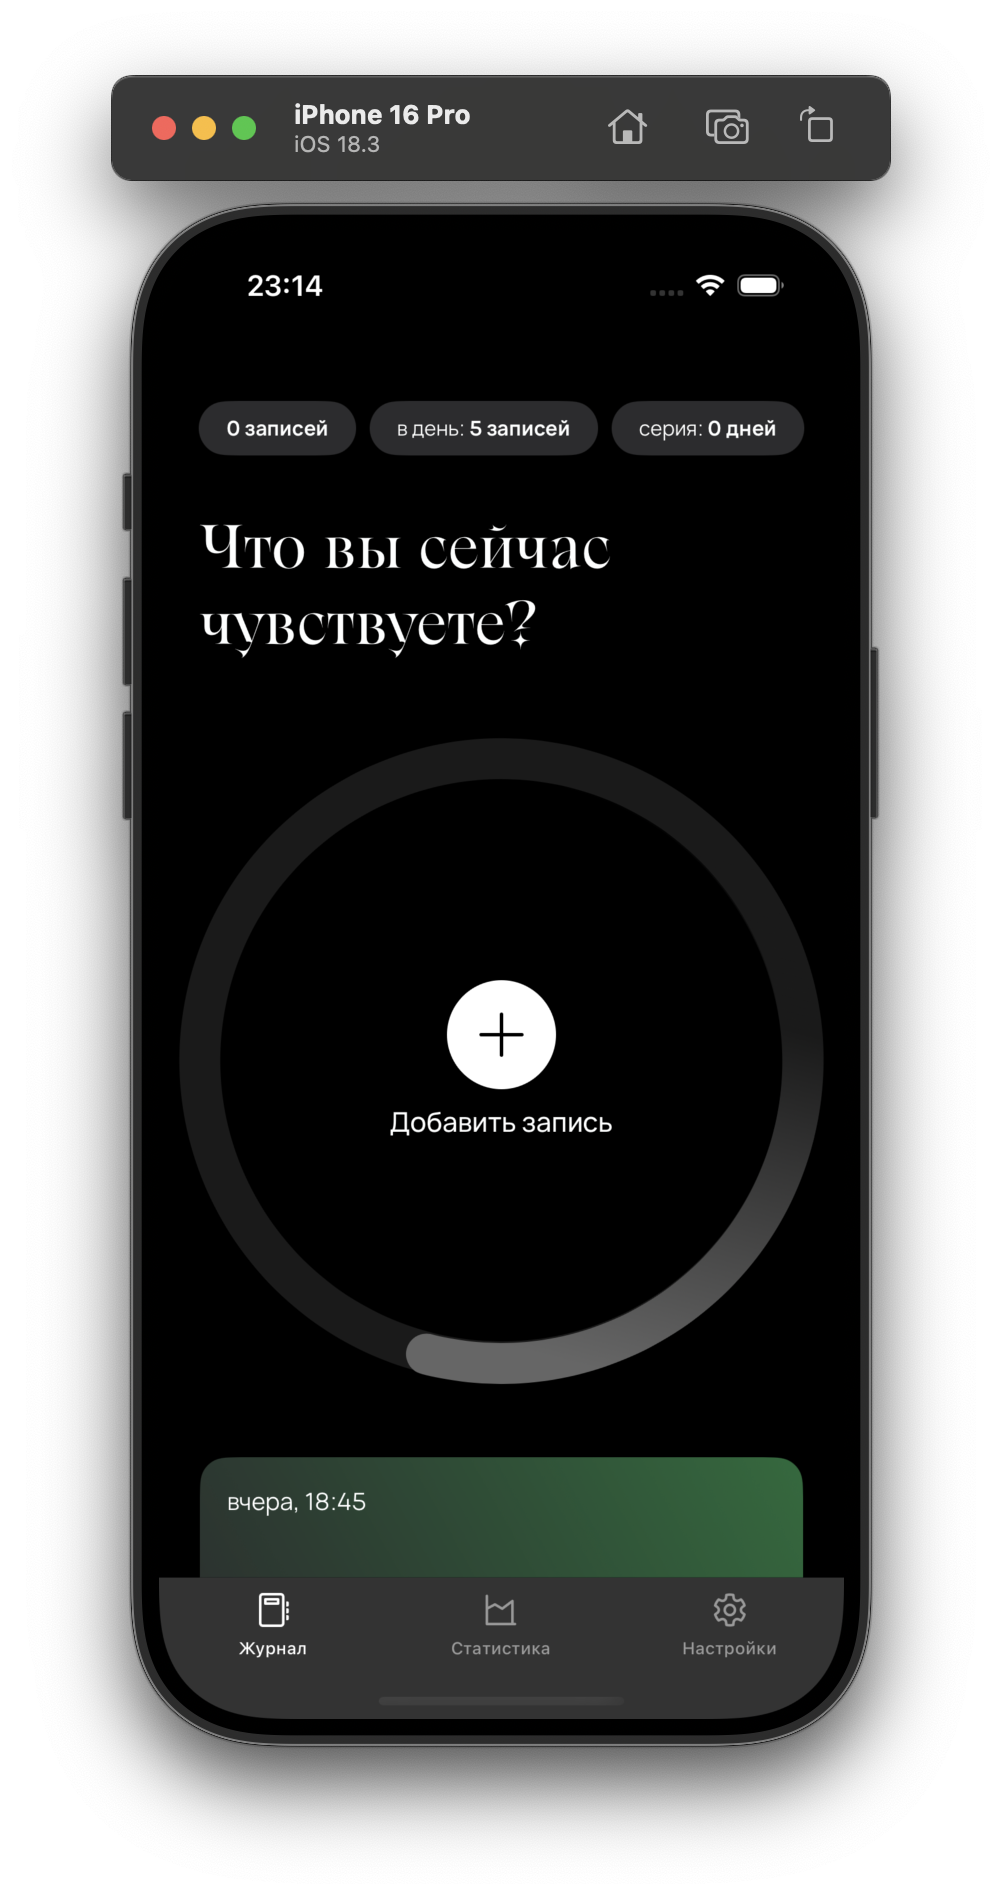 iPhone 16 Pro
iOS 18.3
23:14
0 записей
в день: 5 записей
серия: 0 дней
Что вы сейчас
чувствуете?
Добавить запись
вчера, 18:45
Журнал
Статистика
Настройки